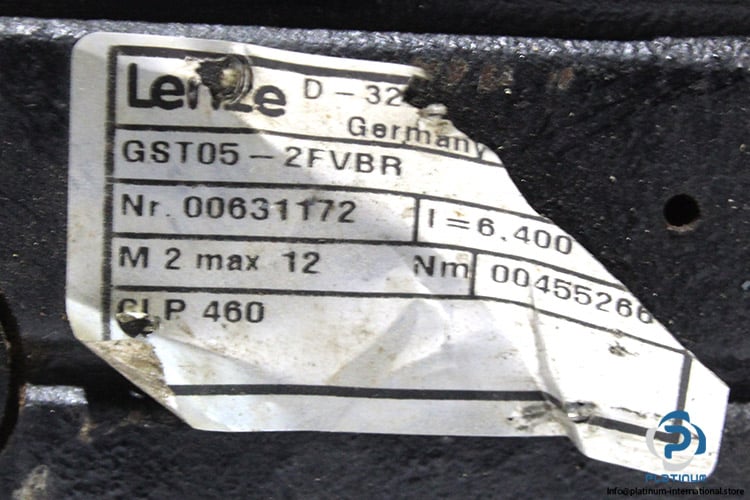 Lenze D-32
Germany
GST05-2FVBR
Nr. 00631172 I=6.400
M 2 max 12 Nm 00455266
CLP 460
PLATINUM
Info@platinum-international.store